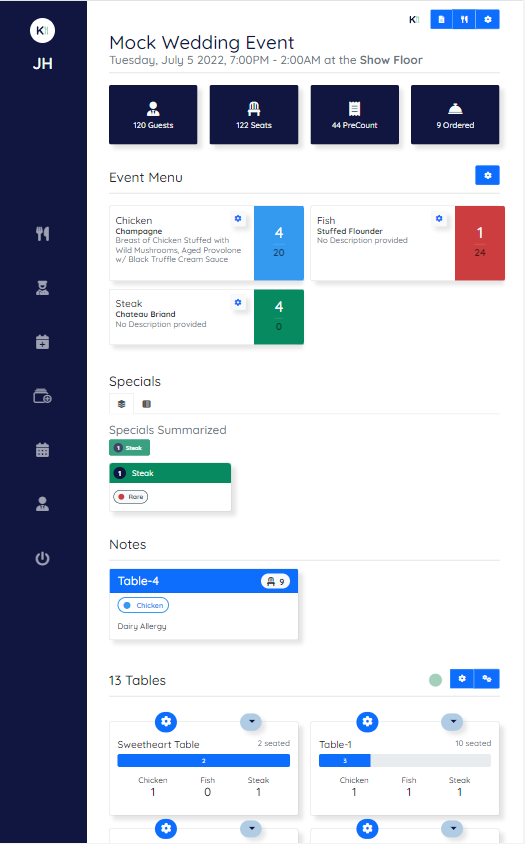 K
JH
K
Mock Wedding Event
Tuesday, July 5 2022, 7:00PM - 2:00AM at the Show Floor
120 Guests
122 Seats
44 PreCount
9 Ordered
Event Menu
Chicken
Champagne
Breast of Chicken Stuffed with
Wild Mushrooms, Aged Provolone
w/ Black Truffle Cream Sauce
4
20
Fish
Stuffed Flounder
No Description provided
1
24
Steak
Chateau Briand
No Description provided
4
0
Specials
Specials Summarized
1 Steak
1 Steak
Rare
Notes
Table-4
9
Chicken
Dairy Allergy
13 Tables
Sweetheart Table
2 seated
2
Chicken Fish Steak
1 0 1
Table-1
10 seated
3
Chicken Fish Steak
1 1 1